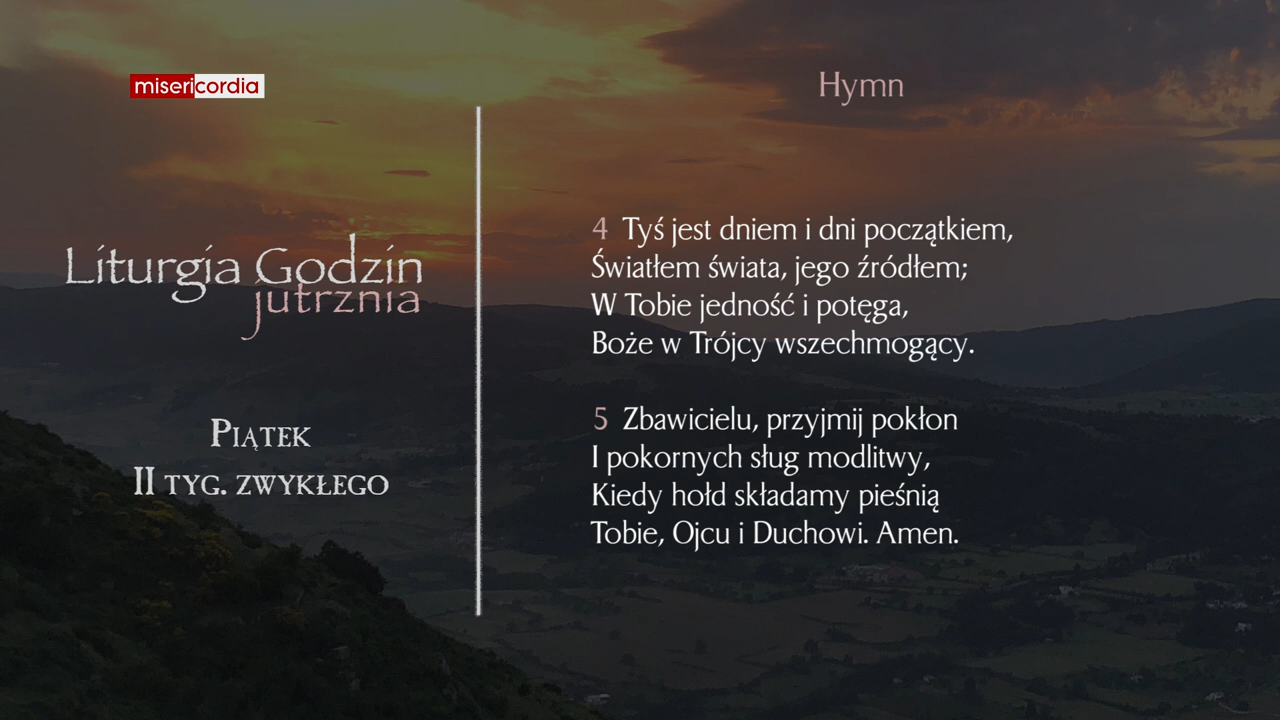 misericordia
Liturgia Godzin
jutrznia
Piątek
II tyg. zwykłego
Hymn
4 Tyś jest dniem i dni początkiem,
Światłem świata, jego źródłem;
W Tobie jedność i potęga,
Boże w Trójcy wszechmogący.
5 Zbawicielu, przyjmij pokłon
I pokornych sług modlitwy,
Kiedy hołd składamy pieśnią
Tobie, Ojcu i Duchowi. Amen.